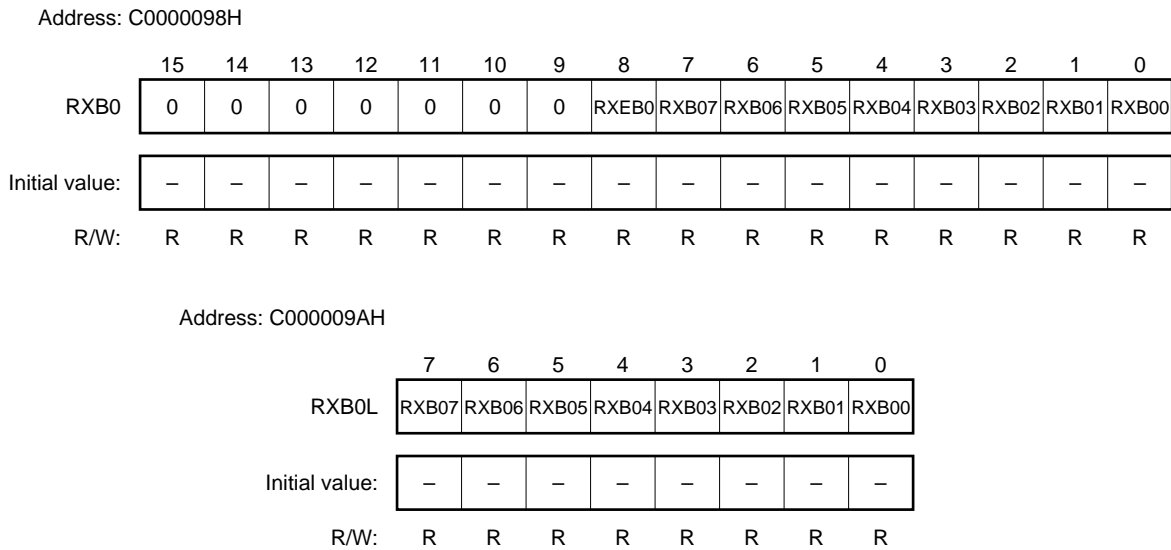 Address: C0000098H
15 14 13 12 11 10 9 8 7 6 5 4 3 2 1 0
RXB0 0 0 0 0 0 0 0 RXEB0 RXB07 RXB06 RXB05 RXB04 RXB03 RXB02 RXB01 RXB00
Initial value: – – – – – – – – – – – – – – – –
R/W: R R R R R R R R R R R R R R R R
Address: C000009AH
7 6 5 4 3 2 1 0
RXB0L RXB07 RXB06 RXB05 RXB04 RXB03 RXB02 RXB01 RXB00
Initial value: – – – – – – – –
R/W: R R R R R R R R